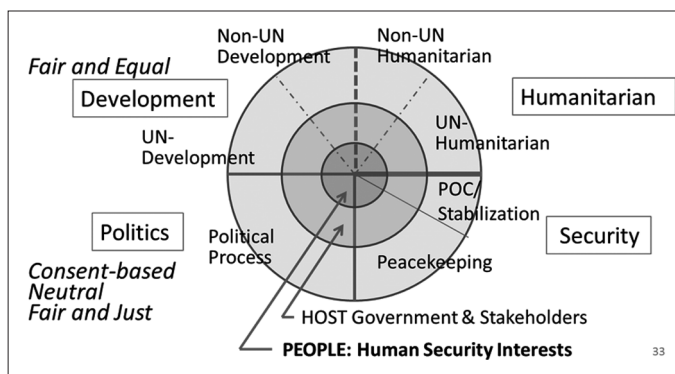 Non-UN
Development
Non-UN
Humanitarian
Fair and Equal
Development
Humanitarian
UN-
Development
UN-
Humanitarian
POC/
Stabilization
Politics
Political
Process
Security
Peacekeeping
Consent-based
Neutral
Fair and Just
HOST Government & Stakeholders
PEOPLE: Human Security Interests
33